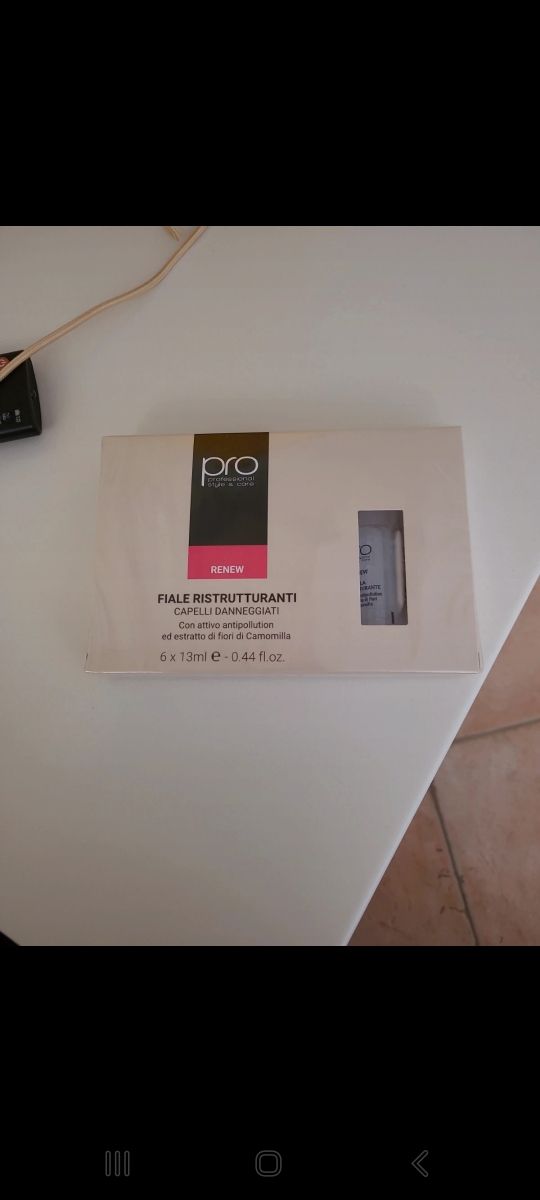 pro
professional
style & care
RENEW
FIALE RISTRUTTURANTI
CAPELLI DANNEGGIATI
Con attivo antipollution
ed estratto di fiori di Camomilla
6 x 13ml ℮ - 0.44 fl.oz.